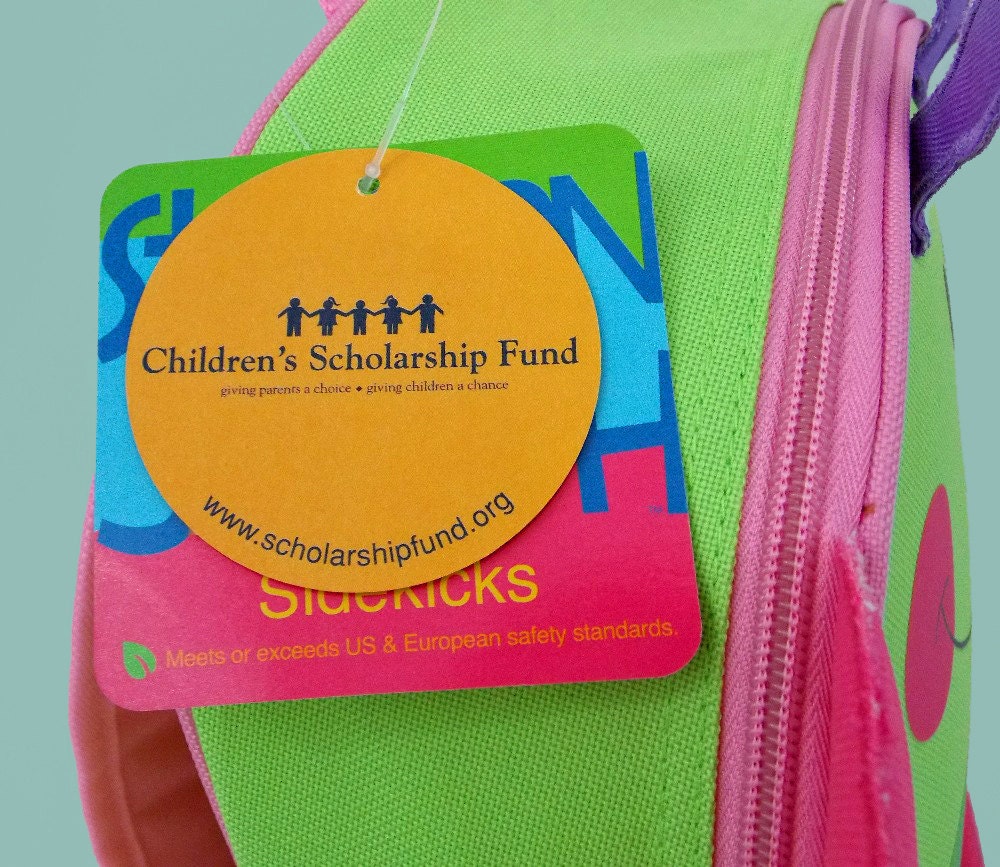 Children's Scholarship Fund
giving parents a choice ◆ giving children a chance
www.scholarshipfund.org
Sidekicks
Meets or exceeds US & European safety standards.